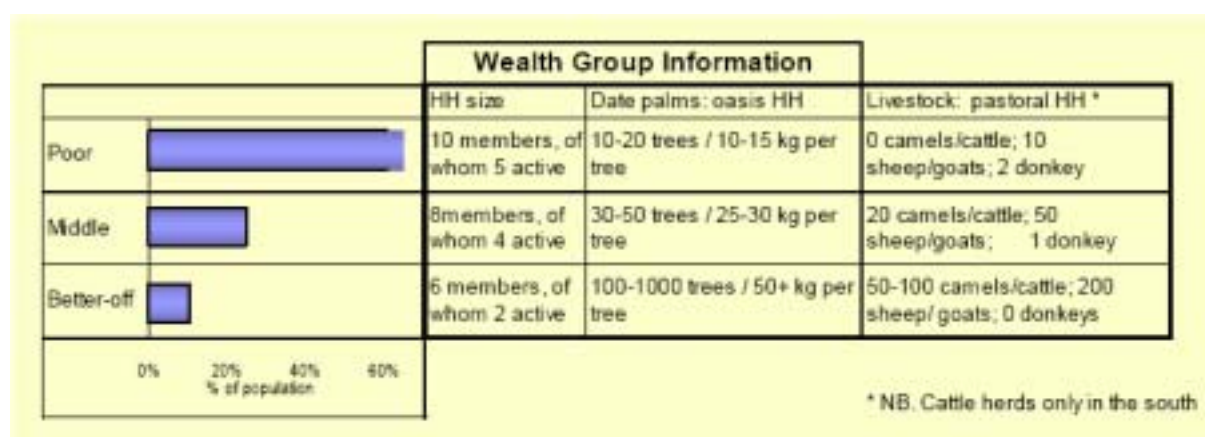 Wealth Group Information
HH size
Date palms: oasis HH
Livestock: pastoral HH *
Poor
10 members, of
whom 5 active
10-20 trees / 10-15 kg per
tree
0 camels/cattle; 10
sheep/goats; 2 donkey
Middle
8members, of
whom 4 active
30-50 trees / 25-30 kg per
tree
20 camels/cattle; 50
sheep/goats; 1 donkey
Better-off
6 members, of
whom 2 active
100-1000 trees / 50+ kg per
tree
50-100 camels/cattle; 200
sheep/ goats; 0 donkeys
0% 20% 40% 60%
% of population
* NB. Cattle herds only in the south